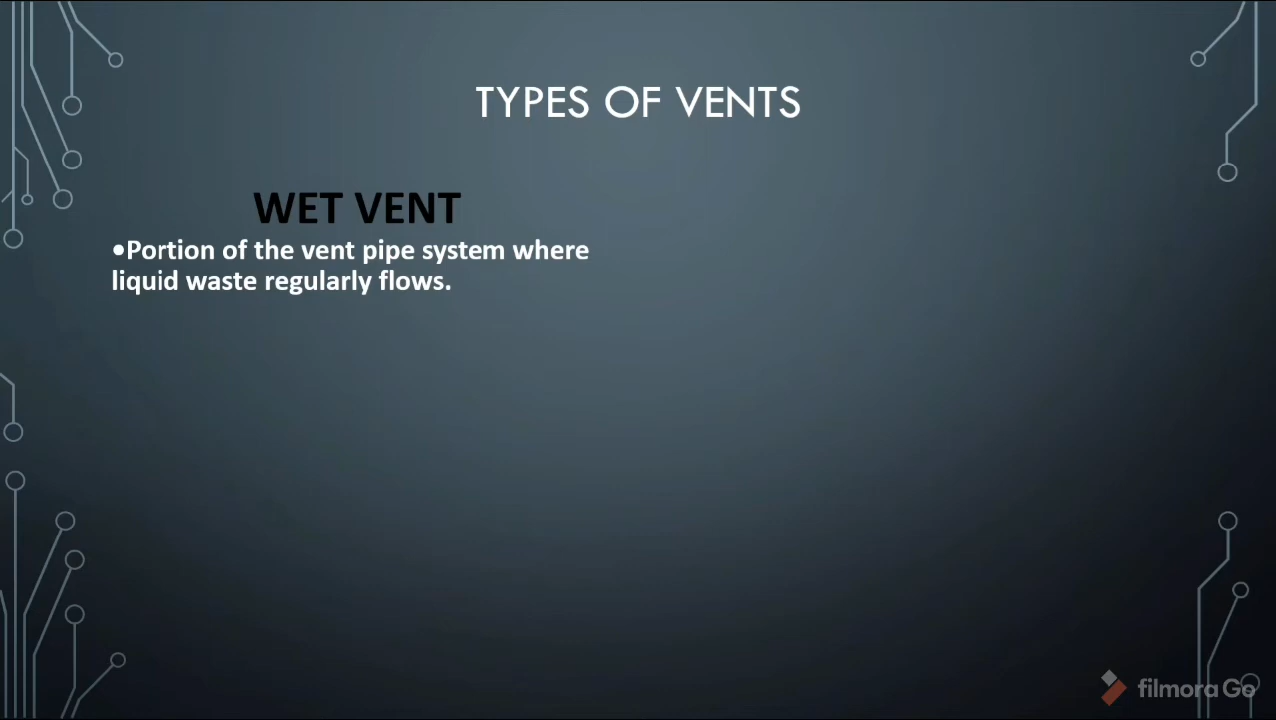 TYPES OF VENTS
WET VENT
•Portion of the vent pipe system where
liquid waste regularly flows.
filmora Go